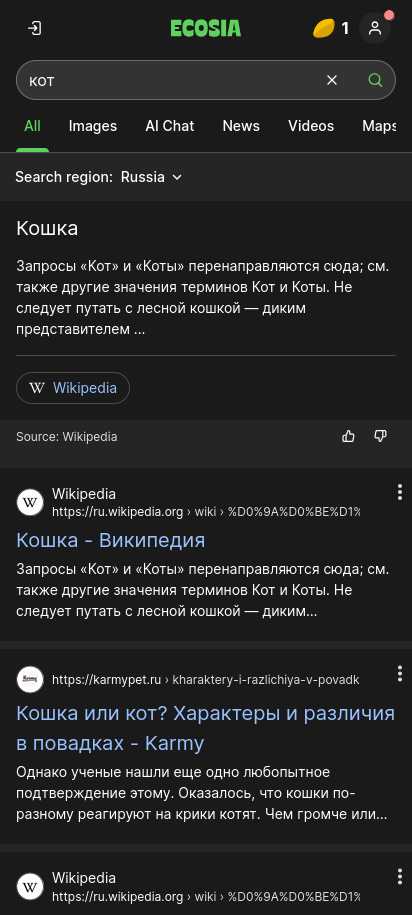 ECOSIA
1
кот
All Images AI Chat News Videos Maps
Search region: Russia
Кошка
Запросы «Кот» и «Коты» перенаправляются сюда; см.
также другие значения терминов Кот и Коты. Не
следует путать с лесной кошкой — диким
представителем ...
W Wikipedia
Source: Wikipedia
W
Wikipedia
https://ru.wikipedia.org › wiki › %D0%9A%D0%BE%D1%
Кошка - Википедия
Запросы «Кот» и «Коты» перенаправляются сюда; см.
также другие значения терминов Кот и Коты. Не
следует путать с лесной кошкой — диким...
https://karmypet.ru › kharaktery-i-razlichiya-v-povadk
Кошка или кот? Характеры и различия
в повадках - Karmy
Однако ученые нашли еще одно любопытное
подтверждение этому. Оказалось, что кошки по-
разному реагируют на крики котят. Чем громче или...
W
Wikipedia
https://ru.wikipedia.org › wiki › %D0%9A%D0%BE%D1%